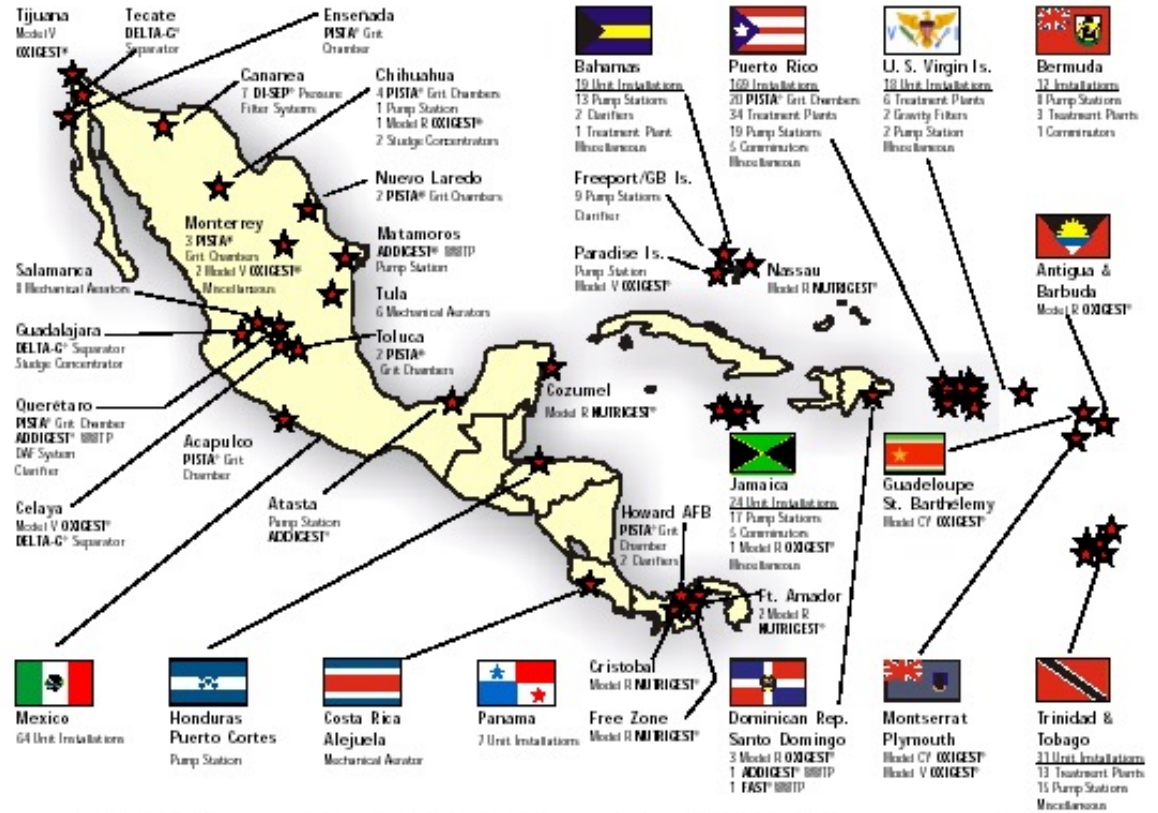 Tijuana
Model V
OXIGEST®
Tecate
DELTA-G®
Separator
Enseñada
PISTA® Grit
Chamber
Cananea
7 DI-SEP® Pressure
Filter Systems
Chihuahua
4 PISTA® Grit Chambers
1 Pump Station
1 Model R OXIGEST®
2 Sludge Concentrators
Nuevo Laredo
2 PISTA® Grit Chambers
Monterrey
3 PISTA®
Grit Chambers
2 Model V OXIGEST®
Miscellaneous
Matamoros
ADDIGEST® WWTP
Pump Station
Salamanca
8 Mechanical Aerators
Tula
6 Mechanical Aerators
Guadalajara
DELTA-G® Separator
Sludge Concentrator
Toluca
2 PISTA®
Grit Chambers
Querétaro
PISTA® Grit Chamber
ADDIGEST® WWTP
DAF System
Clarifier
Acapulco
PISTA® Grit
Chamber
Cozumel
Model R NUTRIGEST®
Celaya
Model V OXIGEST®
DELTA-G® Separator
Atasta
Pump Station
ADDIGEST®
Bahamas
19 Unit Installations
13 Pump Stations
2 Clarifiers
1 Treatment Plant
Miscellaneous
Freeport/GB Is.
9 Pump Stations
Clarifier
Paradise Is.
Pump Station
Model V OXIGEST®
Nassau
Model R NUTRIGEST®
Puerto Rico
169 Unit Installations
20 PISTA® Grit Chambers
34 Treatment Plants
19 Pump Stations
5 Comminutors
Miscellaneous
V I
U. S. Virgin Is.
18 Unit Installations
6 Treatment Plants
2 Gravity Filters
2 Pump Station
Miscellaneous
Bermuda
12 Installations
8 Pump Stations
3 Treatment Plants
1 Comminutors
Antigua &
Barbuda
Model R OXIGEST®
Jamaica
24 Unit Installations
17 Pump Stations
5 Comminutors
1 Model R OXIGEST®
Miscellaneous
Guadeloupe
St. Barthélemy
Model CY OXIGEST®
Howard AFB
PISTA® Grit
Chamber
2 Clarifiers
Ft. Amador
2 Model R
NUTRIGEST®
Cristobal
Model R NUTRIGEST®
Free Zone
Model R NUTRIGEST®
Mexico
64 Unit Installations
Honduras
Puerto Cortes
Pump Station
Costa Rica
Alejuela
Mechanical Aerator
Panama
7 Unit Installations
Dominican Rep.
Santo Domingo
3 Model R OXIGEST®
1 ADDIGEST® WWTP
1 FAST® WWTP
Montserrat
Plymouth
Model CY OXIGEST®
Model V OXIGEST®
Trinidad &
Tobago
31 Unit Installations
13 Treatment Plants
15 Pump Stations
Miscellaneous